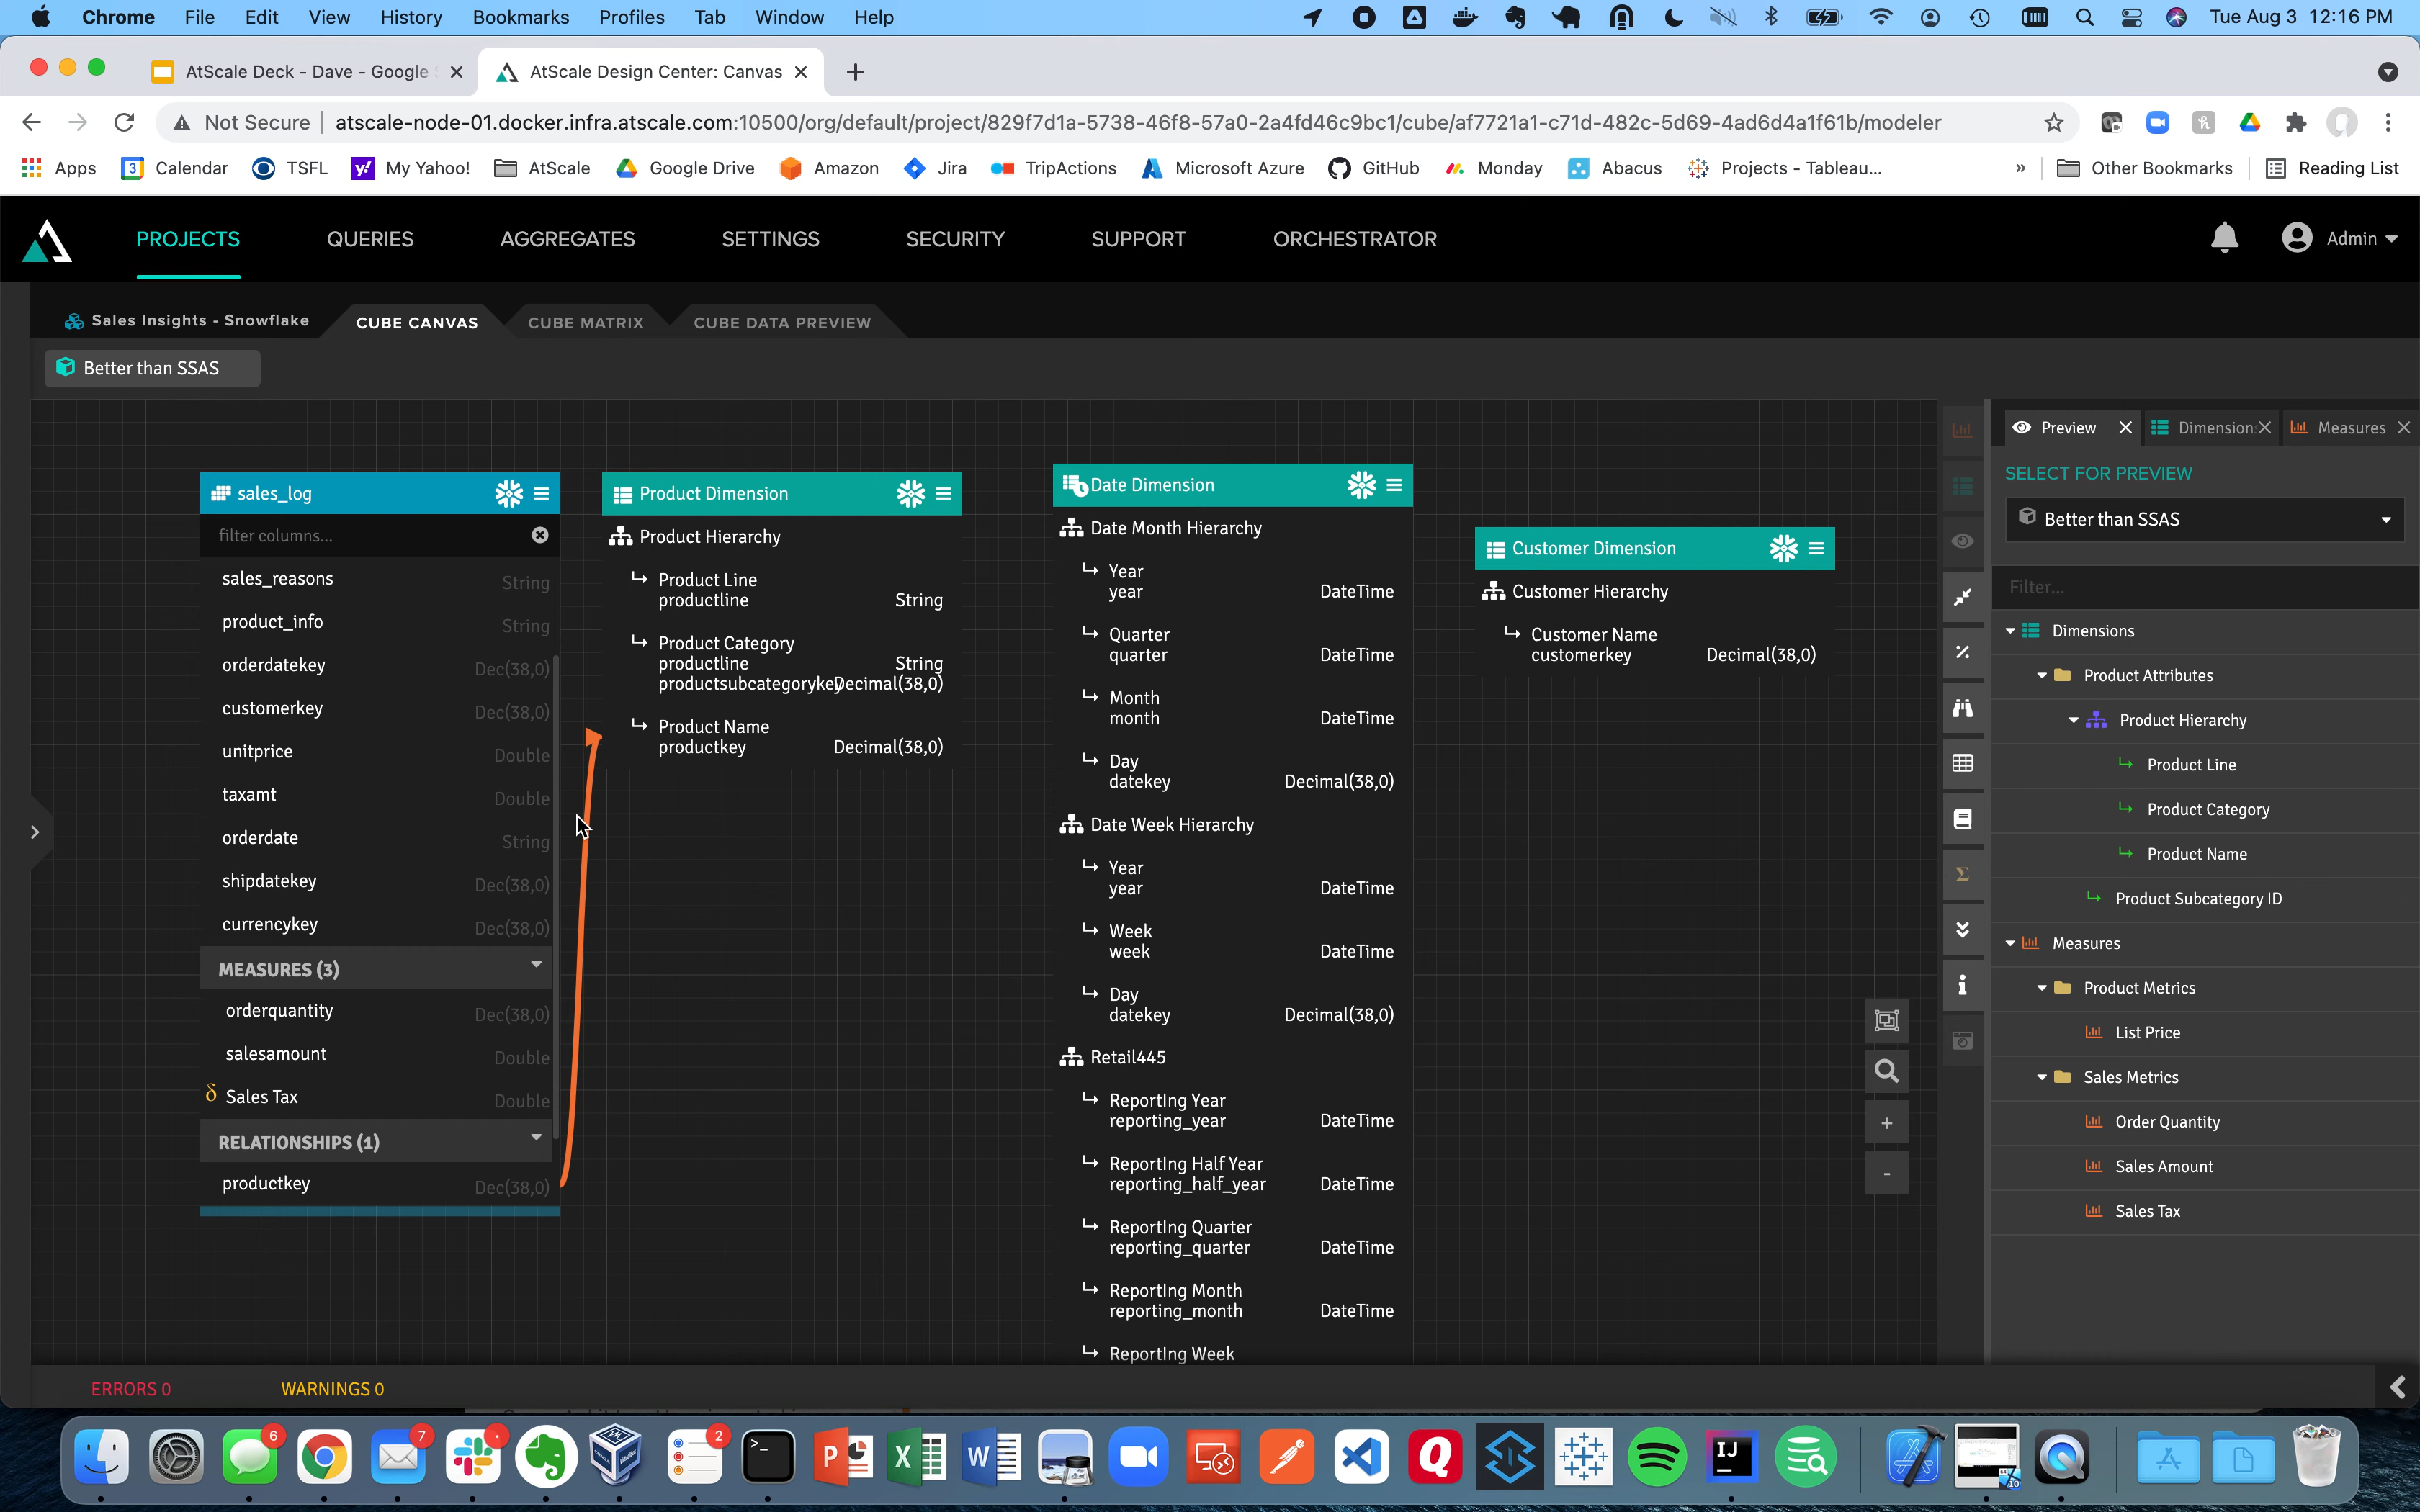 Chrome File Edit View History Bookmarks Profiles Tab Window Help Tue Aug 3 12:16 PM
AtScale Deck - Dave - Google AtScale Design Center: Canvas
Not Secure atscale-node-01.docker.infra.atscale.com:10500/org/default/project/829f7d1a-5738-46f8-57a0-2a4fd46c9bc1/cube/af7721a1-c71d-482c-5d69-4ad6d4a1f61b/modeler
Apps Calendar TSFL My Yahoo! AtScale Google Drive Amazon Jira TripActions Microsoft Azure GitHub Monday Abacus Projects - Tableau... » Other Bookmarks Reading List
PROJECTS QUERIES AGGREGATES SETTINGS SECURITY SUPPORT ORCHESTRATOR Admin
Sales Insights - Snowflake CUBE CANVAS CUBE MATRIX CUBE DATA PREVIEW
Better than SSAS
sales_log
filter columns...
sales_reasons String
product_info String
orderdatekey Dec(38,0)
customerkey Dec(38,0)
unitprice Double
taxamt Double
orderdate String
shipdatekey Dec(38,0)
currencykey Dec(38,0)
MEASURES (3)
orderquantity Dec(38,0)
salesamount Double
δ Sales Tax Double
RELATIONSHIPS (1)
productkey Dec(38,0)
Product Dimension
Product Hierarchy
Product Line
productline String
Product Category
productline String
productsubcategorykey Decimal(38,0)
Product Name
productkey Decimal(38,0)
Date Dimension
Date Month Hierarchy
Year
year DateTime
Quarter
quarter DateTime
Month
month DateTime
Day
datekey Decimal(38,0)
Date Week Hierarchy
Year
year DateTime
Week
week DateTime
Day
datekey Decimal(38,0)
Retail445
ReportIng Year
reporting_year DateTime
ReportIng Half Year
reporting_half_year DateTime
ReportIng Quarter
reporting_quarter DateTime
ReportIng Month
reporting_month DateTime
ReportIng Week
Customer Dimension
Customer Hierarchy
Customer Name
customerkey Decimal(38,0)
+
-
Preview Dimension Measures
SELECT FOR PREVIEW
Better than SSAS
Filter...
Dimensions
Product Attributes
Product Hierarchy
Product Line
Product Category
Product Name
Product Subcategory ID
Measures
Product Metrics
List Price
Sales Metrics
Order Quantity
Sales Amount
Sales Tax
ERRORS 0 WARNINGS 0
6 7 2